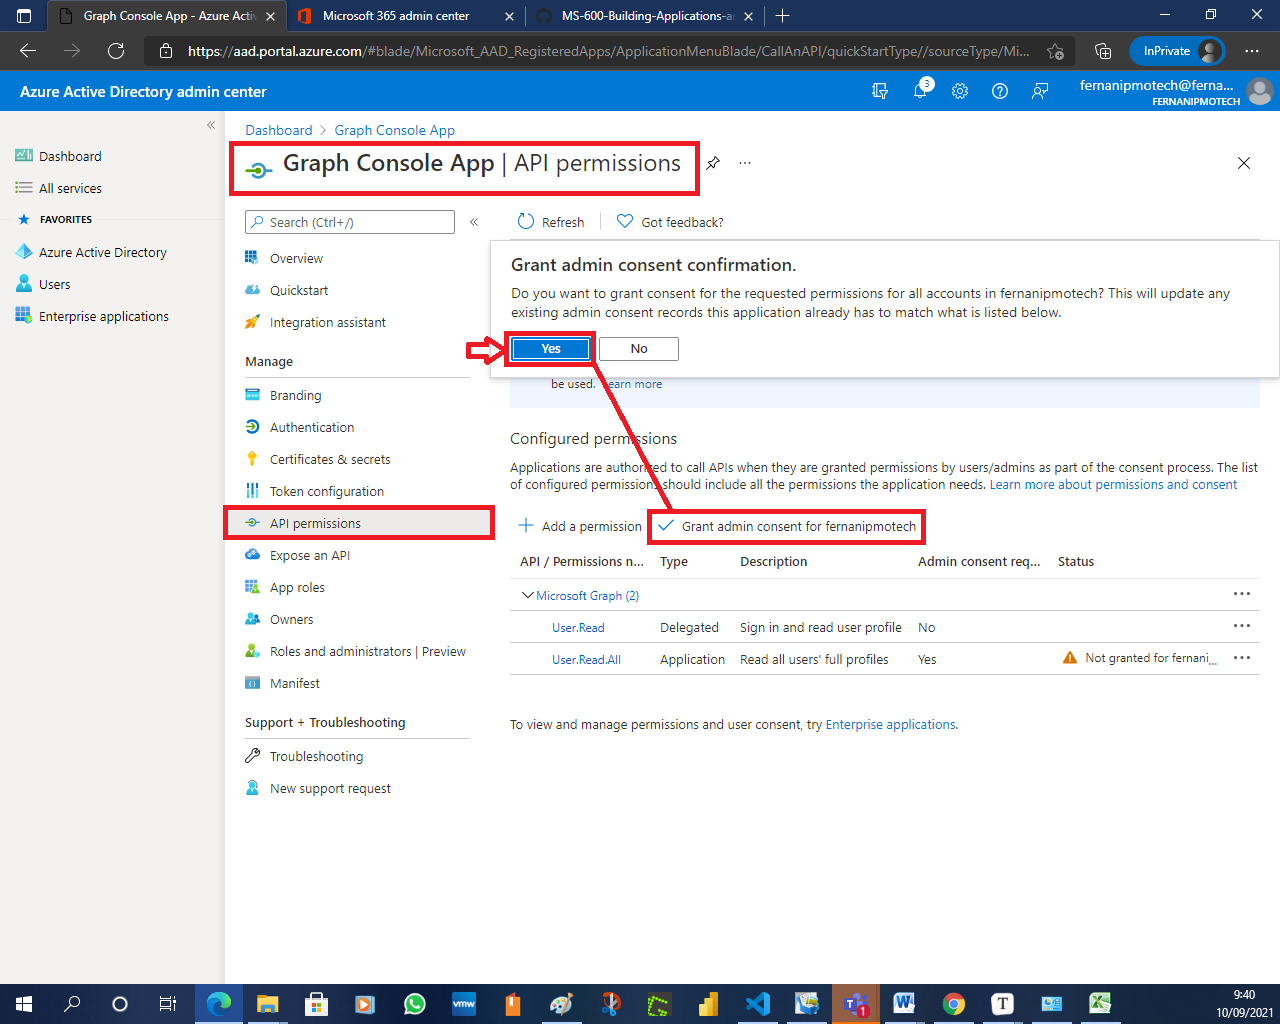 Graph Console App - Azure Activ
Microsoft 365 admin center
MS-600-Building-Applications-a
https://aad.portal.azure.com/#blade/Microsoft_AAD_RegisteredApps/ApplicationMenuBlade/CallAnAPI/quickStartType//sourceType/Mi...
InPrivate
Azure Active Directory admin center
3
fernanipmotech@ferna...
FERNANIPMOTECH
Dashboard > Graph Console App
Graph Console App | API permissions
Dashboard
All services
FAVORITES
Azure Active Directory
Users
Enterprise applications
Search (Ctrl+/)
Overview
Quickstart
Integration assistant
Manage
Branding
Authentication
Certificates & secrets
Token configuration
API permissions
Expose an API
App roles
Owners
Roles and administrators | Preview
Manifest
Support + Troubleshooting
Troubleshooting
New support request
Refresh
Got feedback?
Grant admin consent confirmation.
Do you want to grant consent for the requested permissions for all accounts in fernanipmotech? This will update any
existing admin consent records this application already has to match what is listed below.
Yes
No
be used. Learn more
Configured permissions
Applications are authorized to call APIs when they are granted permissions by users/admins as part of the consent process. The list
of configured permissions should include all the permissions the application needs. Learn more about permissions and consent
Add a permission
Grant admin consent for fernanipmotech
API / Permissions n... Type Description Admin consent req... Status
Microsoft Graph (2)
User.Read Delegated Sign in and read user profile No
User.Read.All Application Read all users' full profiles Yes Not granted for fernani...
To view and manage permissions and user consent, try Enterprise applications.
vmw
1
T
9:40
10/09/2021